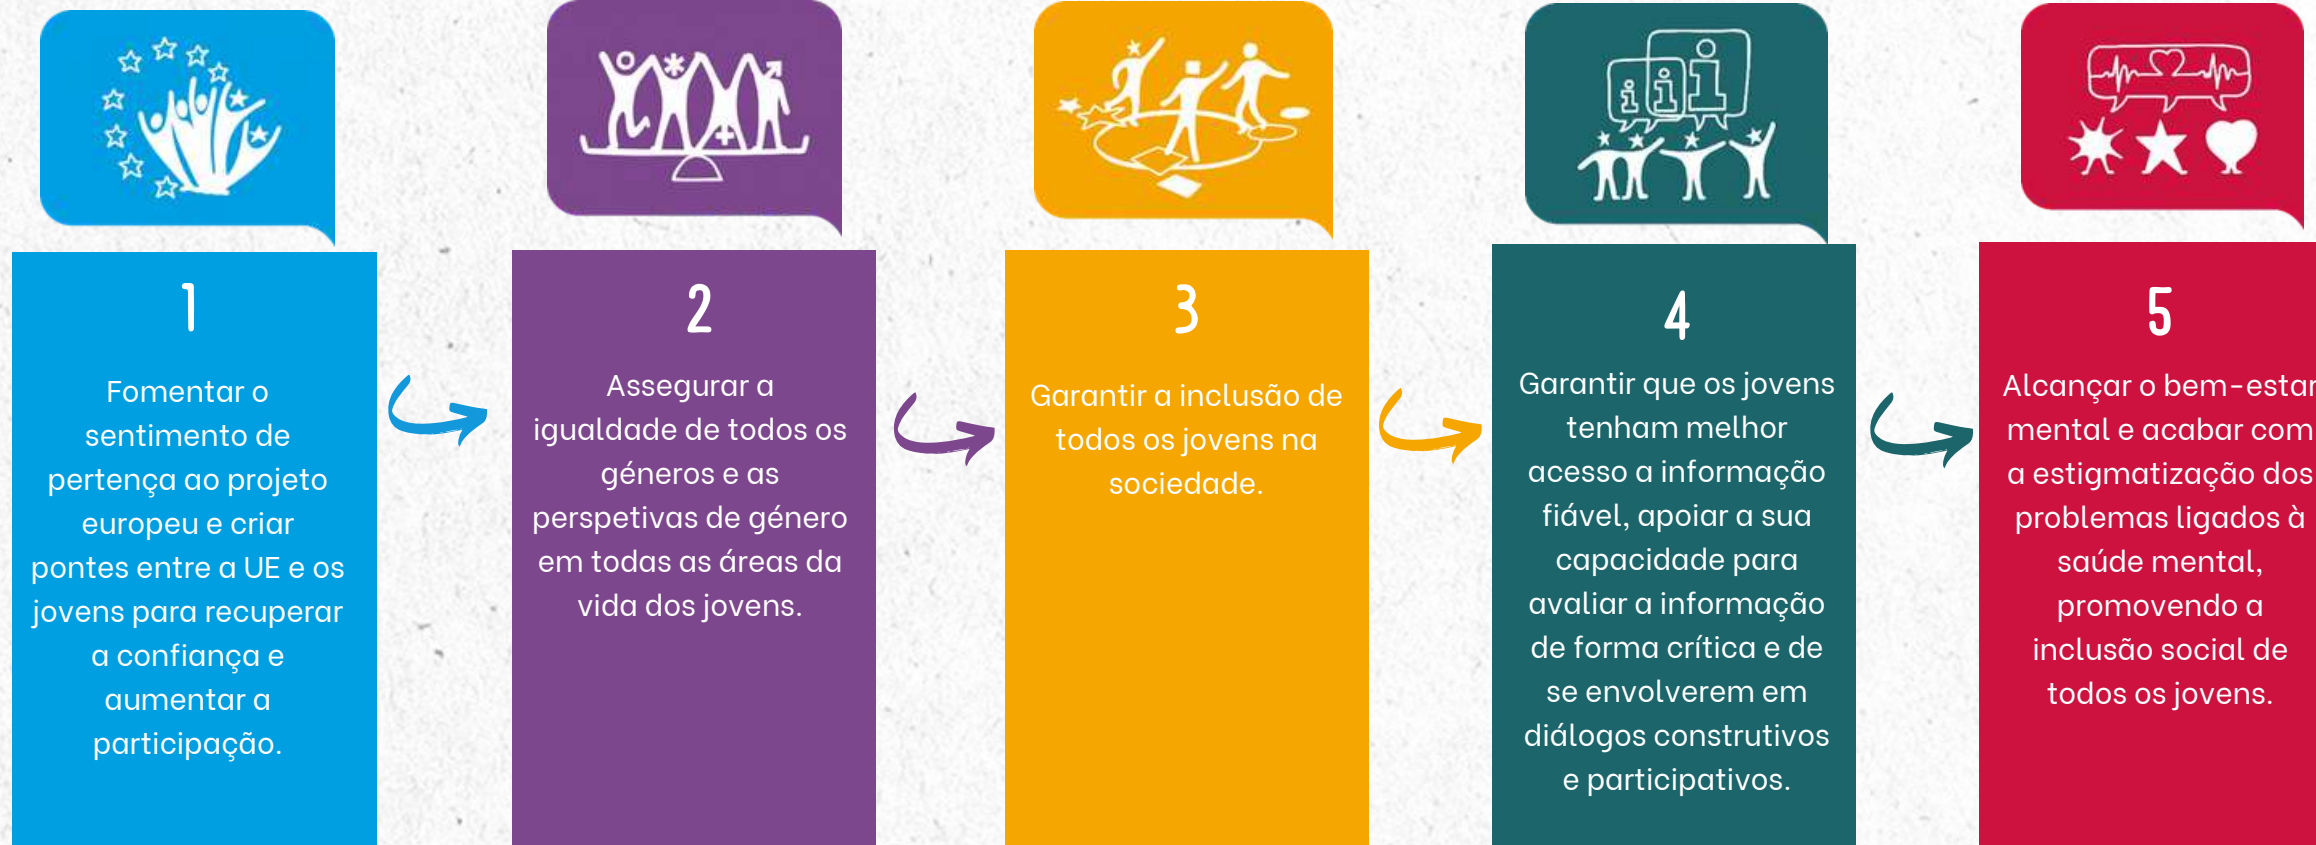 1
Fomentar o
sentimento de
pertença ao projeto
europeu e criar
pontes entre a UE e os
jovens para recuperar
a confiança e
aumentar a
participação.
2
Assegurar a
igualdade de todos os
géneros e as
perspetivas de género
em todas as áreas da
vida dos jovens.
3
Garantir a inclusão de
todos os jovens na
sociedade.
i i i
4
Garantir que os jovens
tenham melhor
acesso a informação
fiável, apoiar a sua
capacidade para
avaliar a informação
de forma crítica e de
se envolverem em
diálogos construtivos
e participativos.
5
Alcançar o bem-estar
mental e acabar com
a estigmatização dos
problemas ligados à
saúde mental,
promovendo a
inclusão social de
todos os jovens.